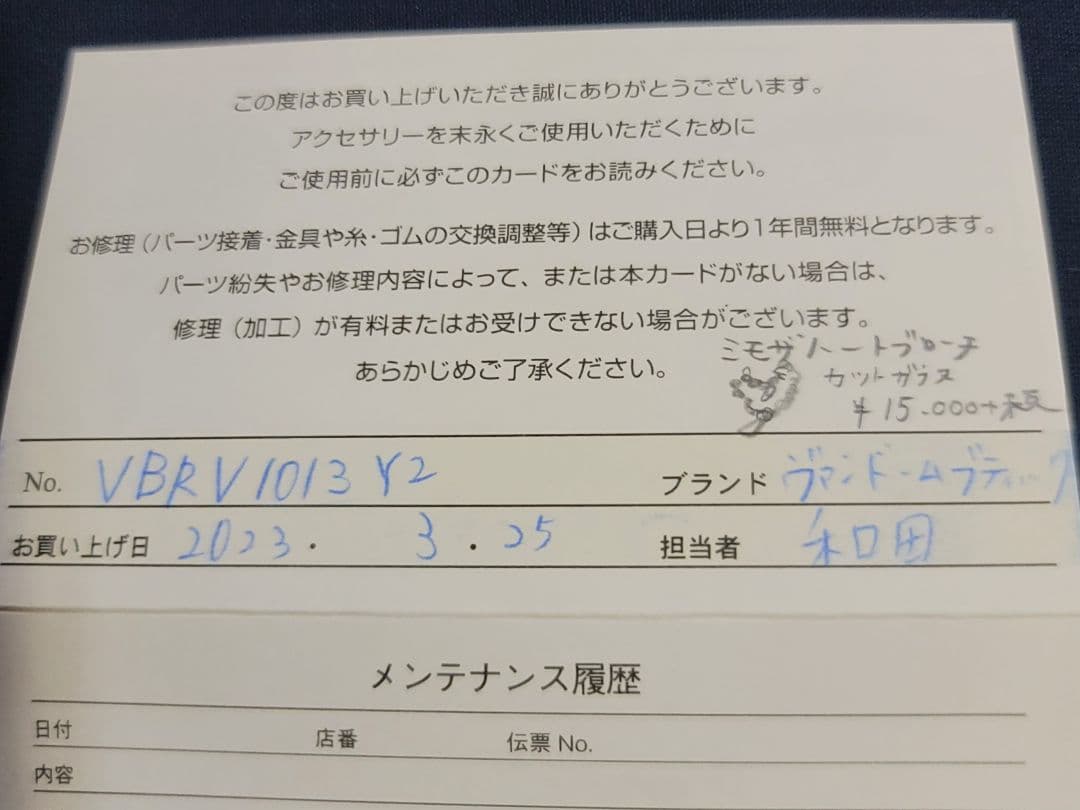 この度はお買い上げいただき誠にありがとうございます。
アクセサリーを末永くご使用いただくために
ご使用前に必ずこのカードをお読みください。
お修理（パーツ接着・金具や糸・ゴムの交換調整等）はご購入日より1年間無料となります。
パーツ紛失やお修理内容によって、または本カードがない場合は、
修理（加工）が有料またはお受けできない場合がございます。
あらかじめご了承ください。
ミモザハートブローチ
カットガラス
¥15.000+税
No. VBRV1013 Y2 ブランド ヴァンドームブティック
お買い上げ日 2023. 3.25 担当者 和田
メンテナンス履歴
日付 店番 伝票 No.
内容